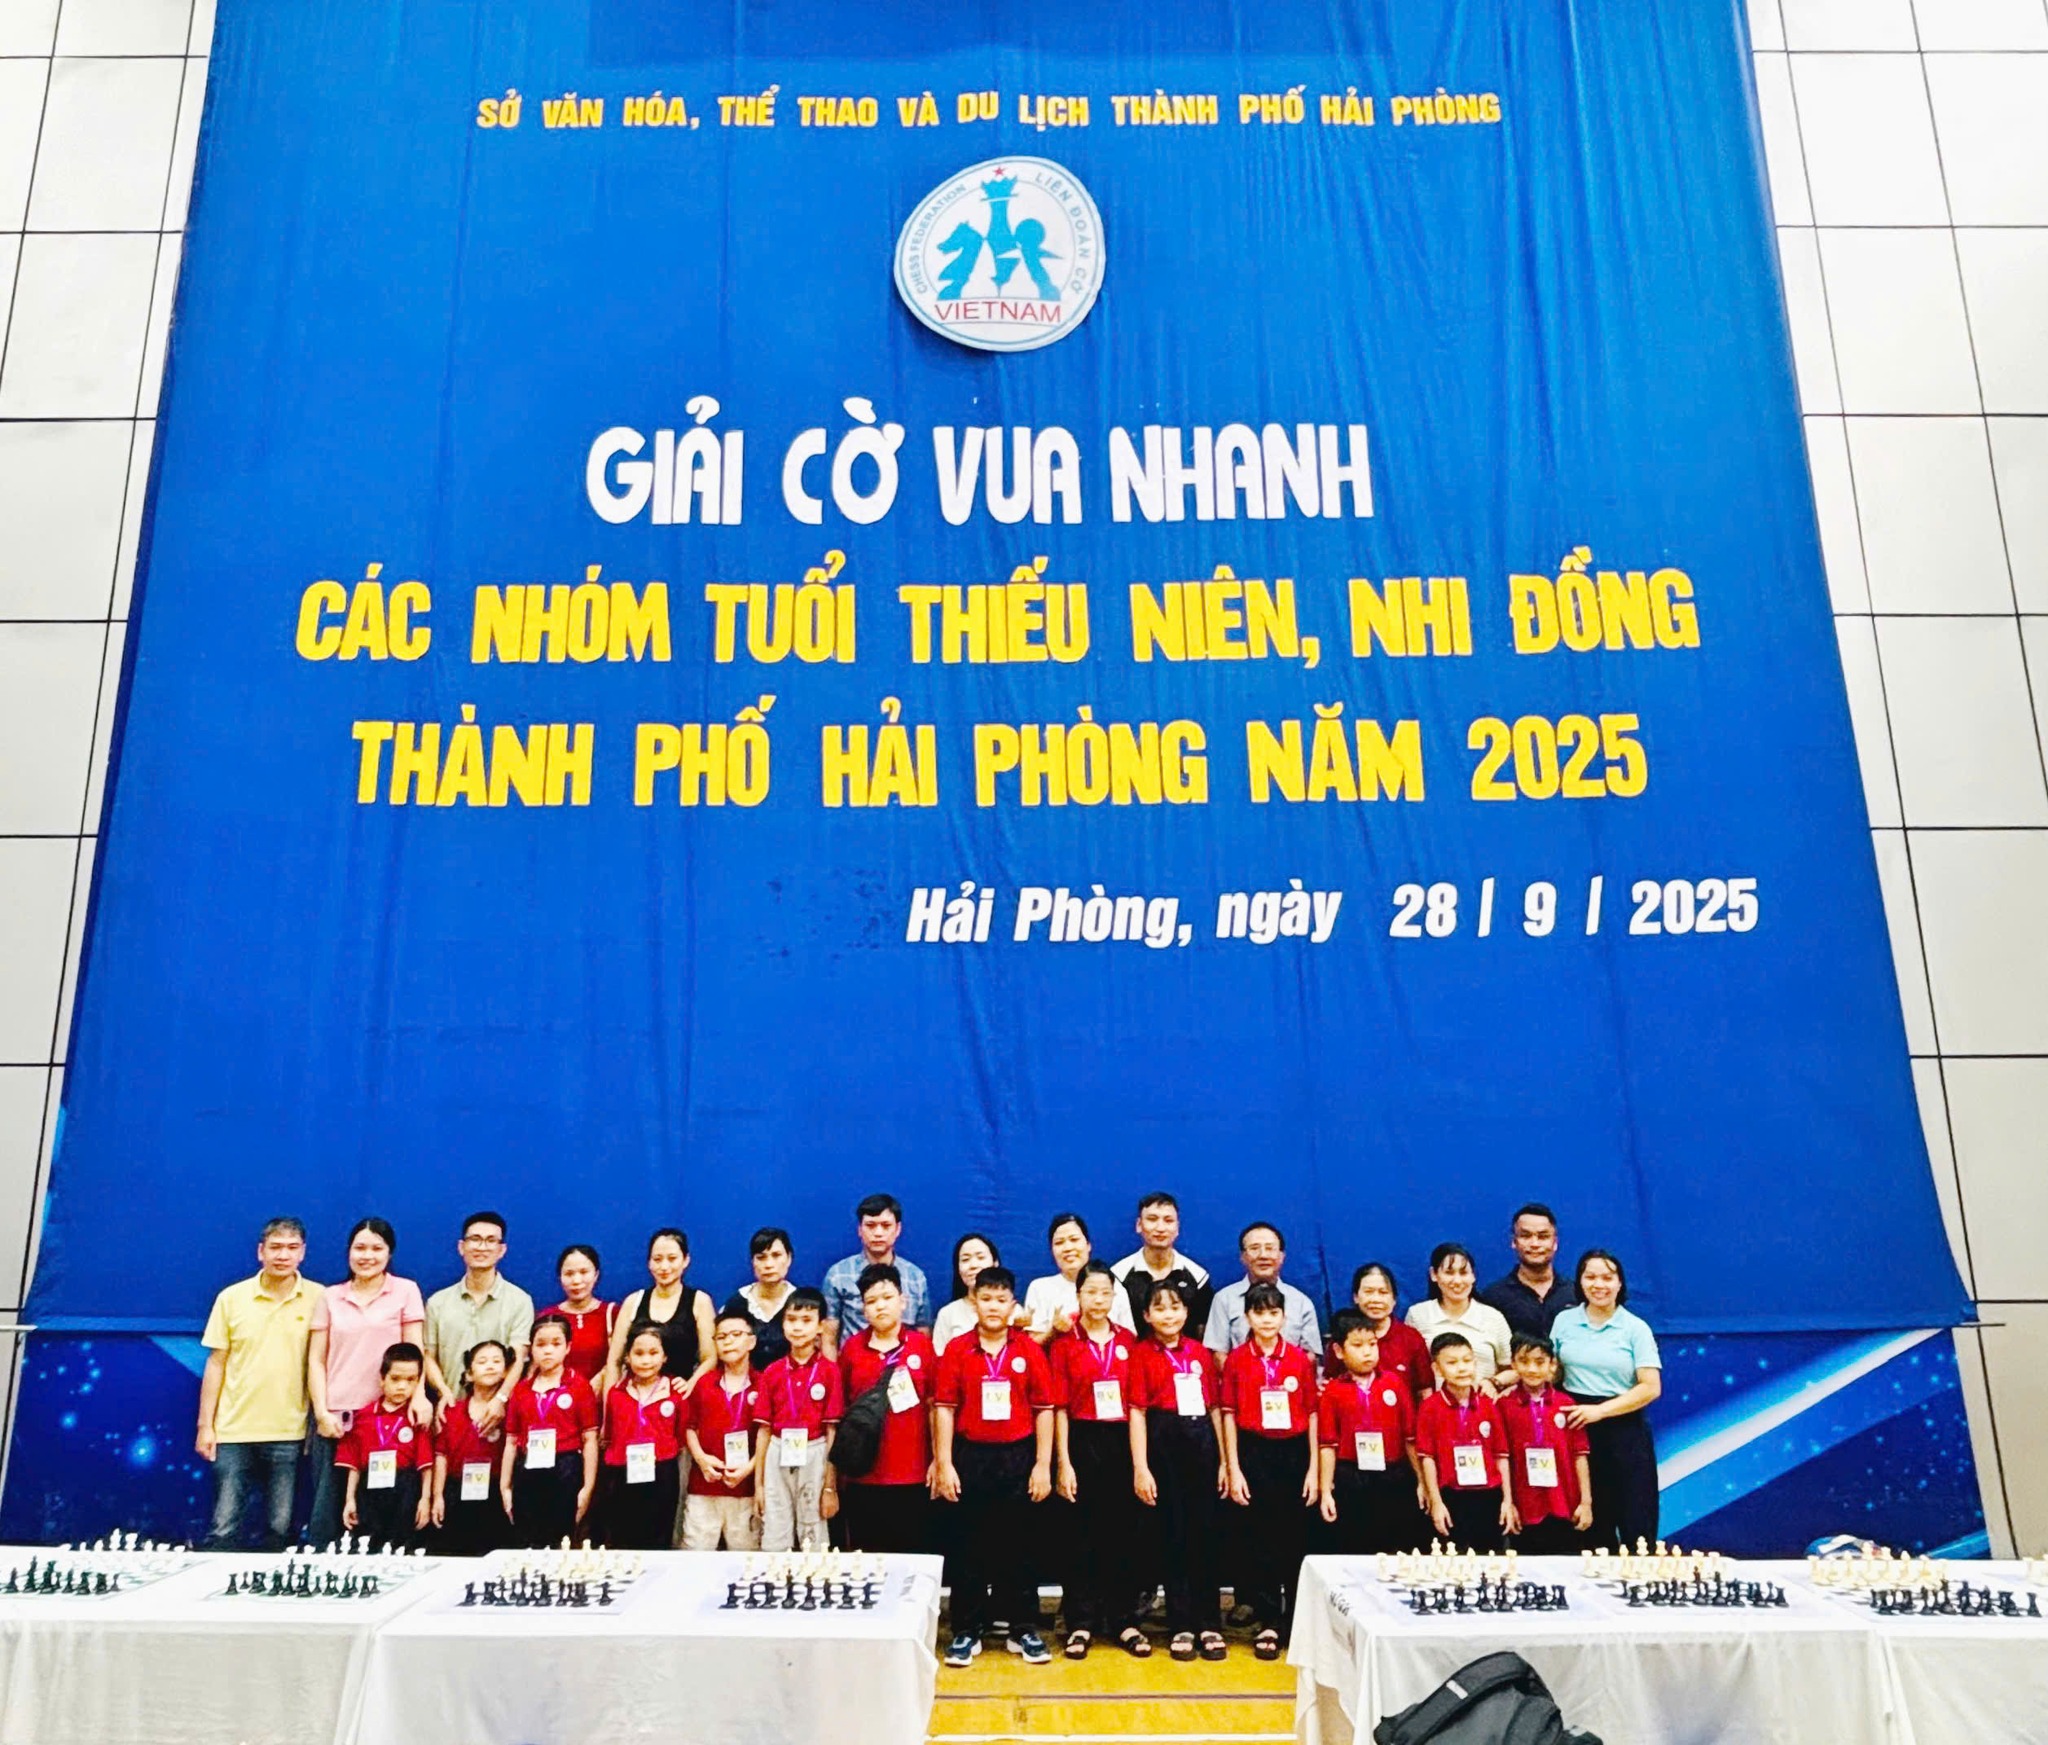 SỞ VĂN HÓA, THỂ THAO VÀ DU LỊCH THÀNH PHỐ HẢI PHÒNG
CHESS FEDERATION LIÊN ĐOÀN CỜ
VIETNAM
GIẢI CỜ VUA NHANH
CÁC NHÓM TUỔI THIẾU NIÊN, NHI ĐỒNG
THÀNH PHỐ HẢI PHÒNG NĂM 2025
Hải Phòng, ngày 28 / 9 / 2025